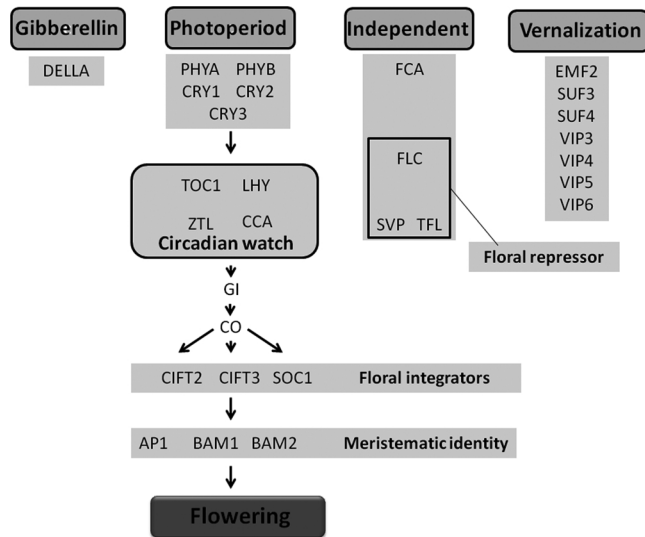 Gibberellin Photoperiod Independent Vernalization
DELLA
PHYA PHYB
CRY1 CRY2
CRY3
FCA
EMF2
SUF3
SUF4
VIP3
VIP4
VIP5
VIP6
FLC
SVP TFL
Floral repressor
TOC1 LHY
ZTL CCA
Circadian watch
GI
CO
CIFT2 CIFT3 SOC1 Floral integrators
AP1 BAM1 BAM2 Meristematic identity
Flowering